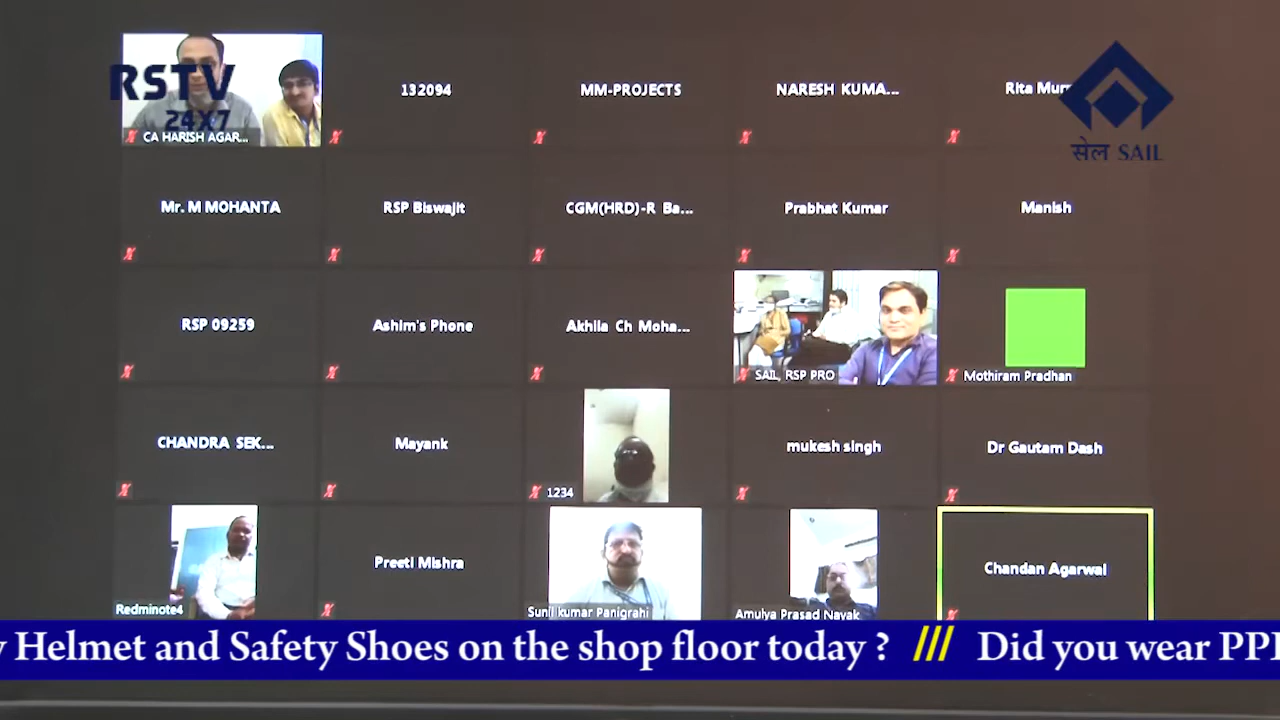 RSTV
24X7
CA HARISH AGAR...
132094
MM-PROJECTS
NARESH KUMA...
Rita
सेल SAIL
Mr. M MOHANTA
RSP Biswajit
CGM(HRD)-R Ba...
Prabhat Kumar
Manish
RSP 09259
Ashim's Phone
Akhila Ch Moha...
SAIL, RSP PRO
Mothiram Pradhan
CHANDRA SEK...
Mayank
1234
mukesh singh
Dr Gautam Dash
Redminote4
Preeti Mishra
Sunil kumar Panigrahi
Amulya Prasad Nayak
Chandan Agarwal
y Helmet and Safety Shoes on the shop floor today ? /// Did you wear PPE